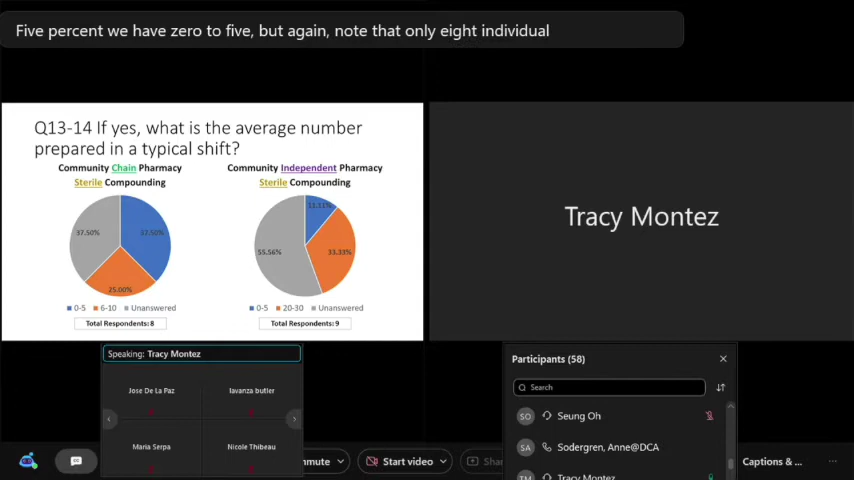 Five percent we have zero to five, but again, note that only eight individual
Q13-14 If yes, what is the average number
prepared in a typical shift?
Community Chain Pharmacy
Sterile Compounding
37.50%
37.50%
25.00%
0-5 6-10 Unanswered
Total Respondents: 8
Community Independent Pharmacy
Sterile Compounding
11.11%
55.56%
33.33%
0-5 20-30 Unanswered
Total Respondents: 9
Tracy Montez
Speaking: Tracy Montez
Jose De La Paz
lavanza butler
Maria Serpa
Nicole Thibeau
Participants (58)
Search
SO Seung Oh
SA Sodergren, Anne@DCA
TM Tracy Montez
mute
Start video
Shar
Captions & ...